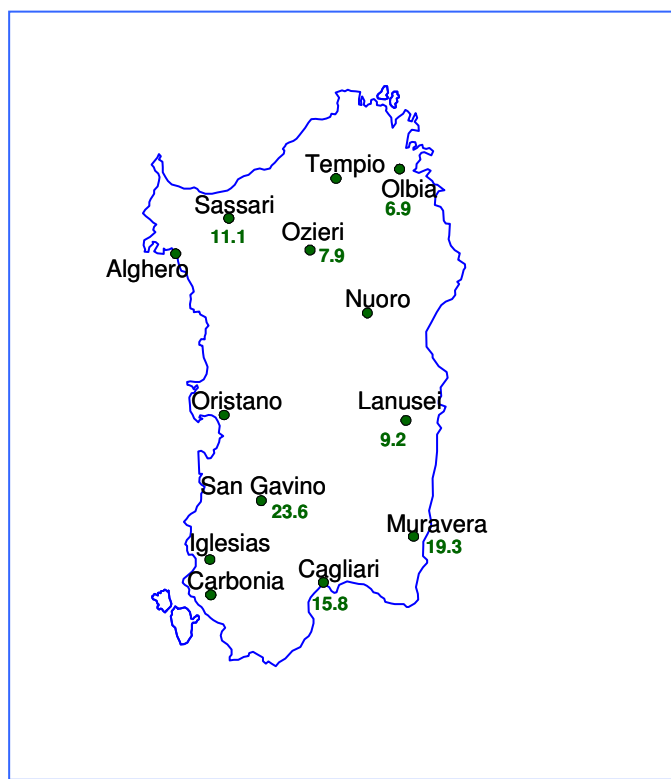 Tempio
Olbia
6.9
Sassari
11.1
Ozieri
7.9
Alghero
Nuoro
Oristano
Lanusei
9.2
San Gavino
23.6
Muravera
19.3
Iglesias
Cagliari
15.8
Carbonia